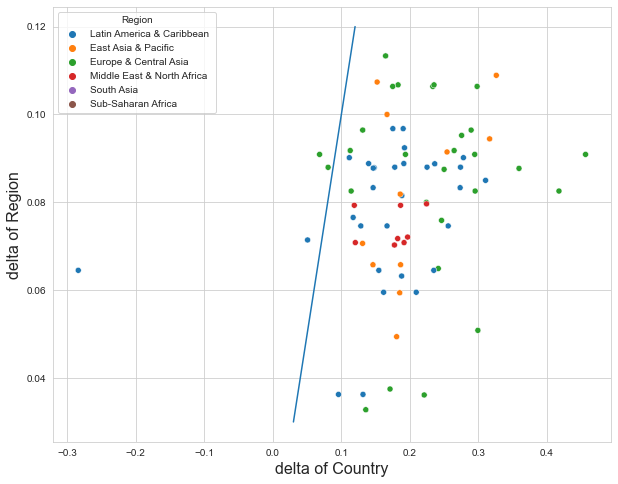 Region
Latin America & Caribbean
East Asia & Pacific
Europe & Central Asia
Middle East & North Africa
South Asia
Sub-Saharan Africa
0.12
0.10
0.08
0.06
0.04
delta of Region
−0.3 −0.2 −0.1 0.0 0.1 0.2 0.3 0.4
delta of Country